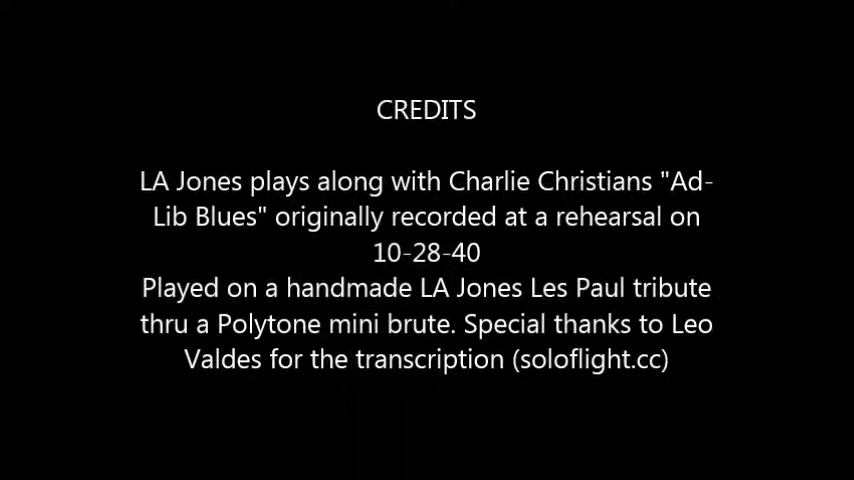 CREDITS
LA Jones plays along with Charlie Christians "Ad-
Lib Blues" originally recorded at a rehearsal on
10-28-40
Played on a handmade LA Jones Les Paul tribute
thru a Polytone mini brute. Special thanks to Leo
Valdes for the transcription (soloflight.cc)